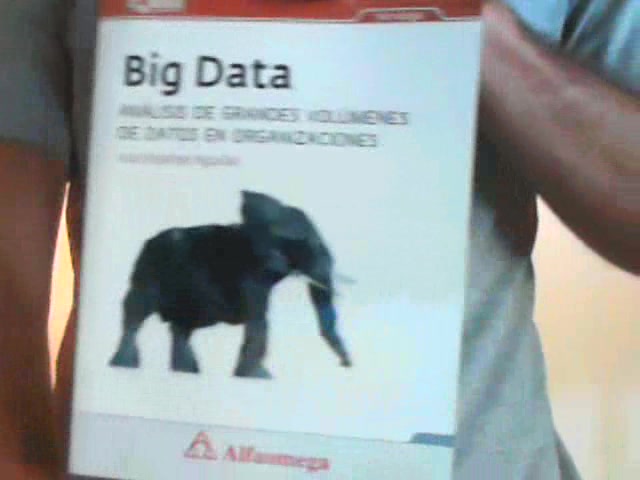 Big Data
ANÁLISIS DE GRANDES VOLÚMENES
DE DATOS EN ORGANIZACIONES
Alfaomega